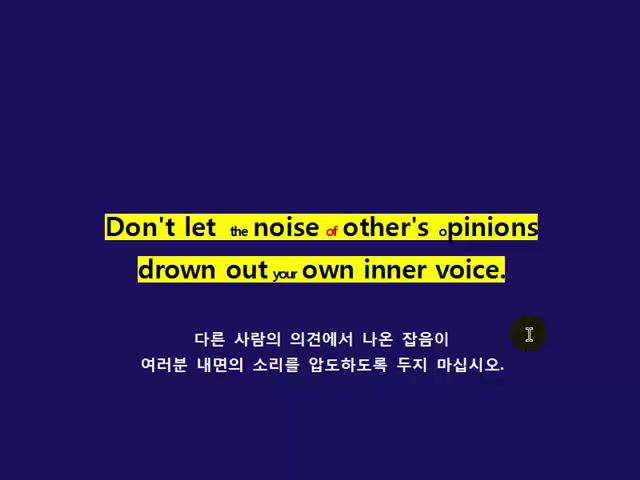 Don't let the noise of other's opinions
drown out your own inner voice.
다른 사람의 의견에서 나온 잡음이
여러분 내면의 소리를 압도하도록 두지 마십시오.